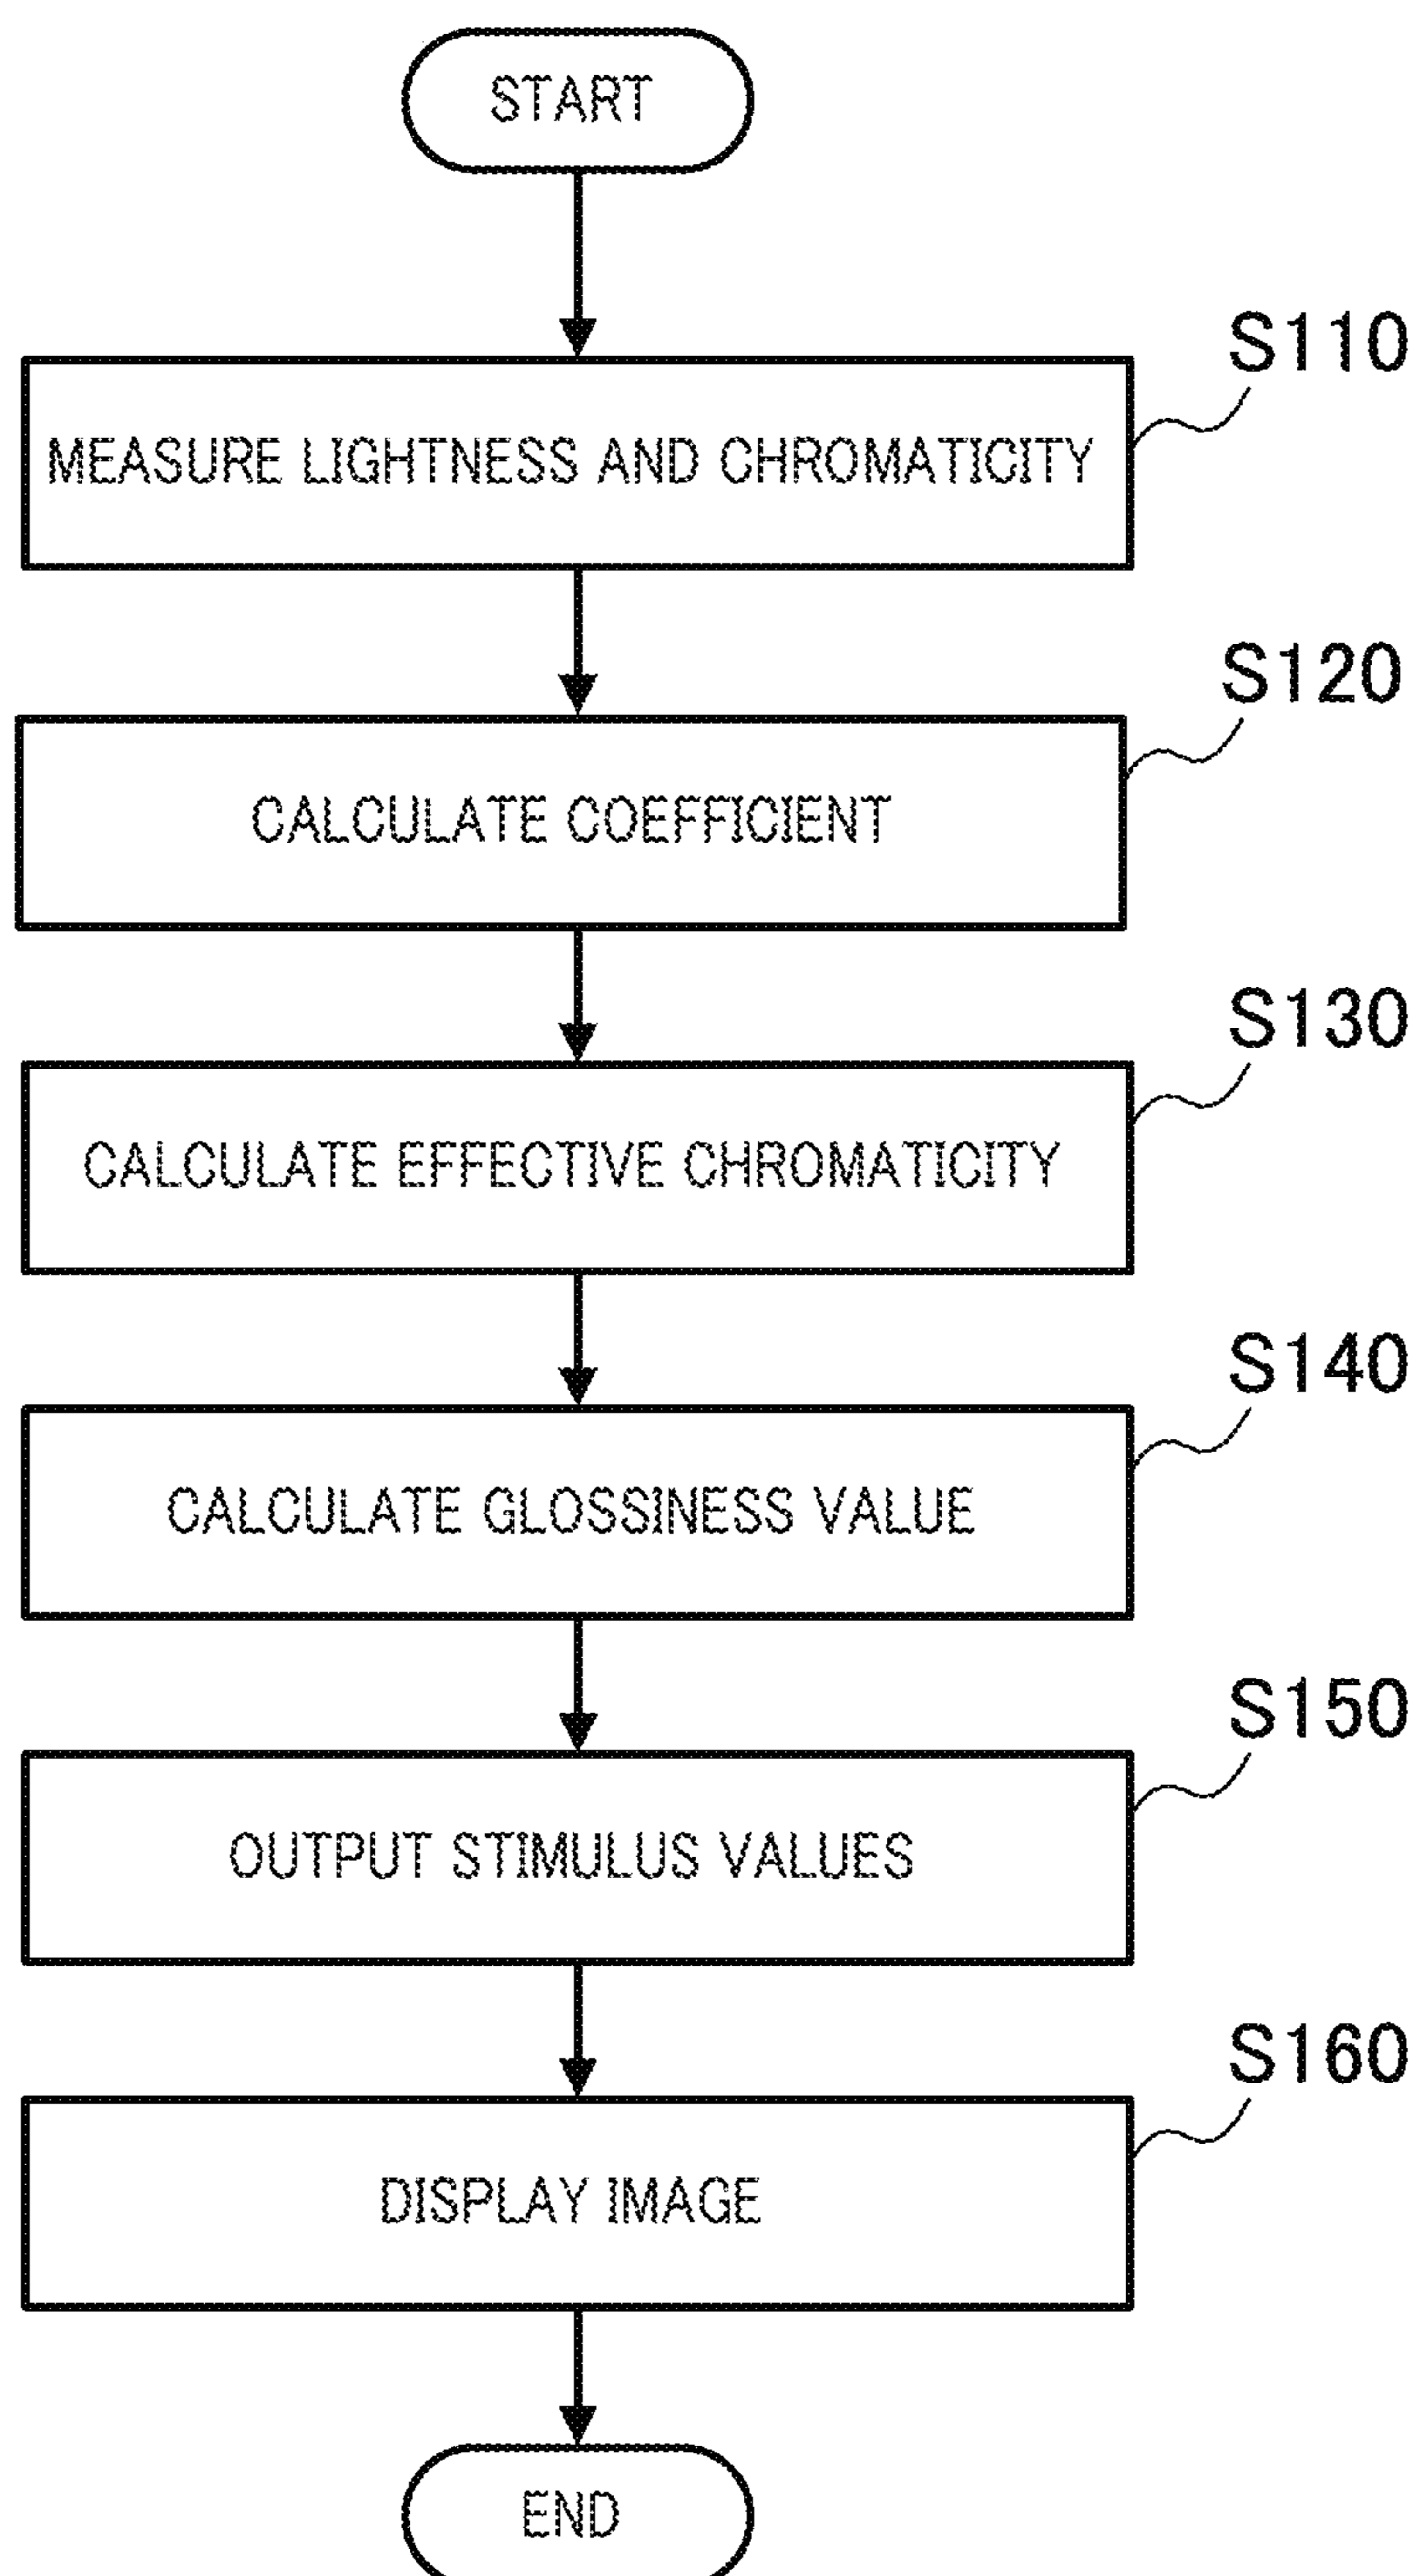 START
S110
MEASURE LIGHTNESS AND CHROMATICITY
S120
CALCULATE COEFFICIENT
S130
CALCULATE EFFECTIVE CHROMATICITY
S140
CALCULATE GLOSSINESS VALUE
S150
OUTPUT STIMULUS VALUES
S160
DISPLAY IMAGE
END